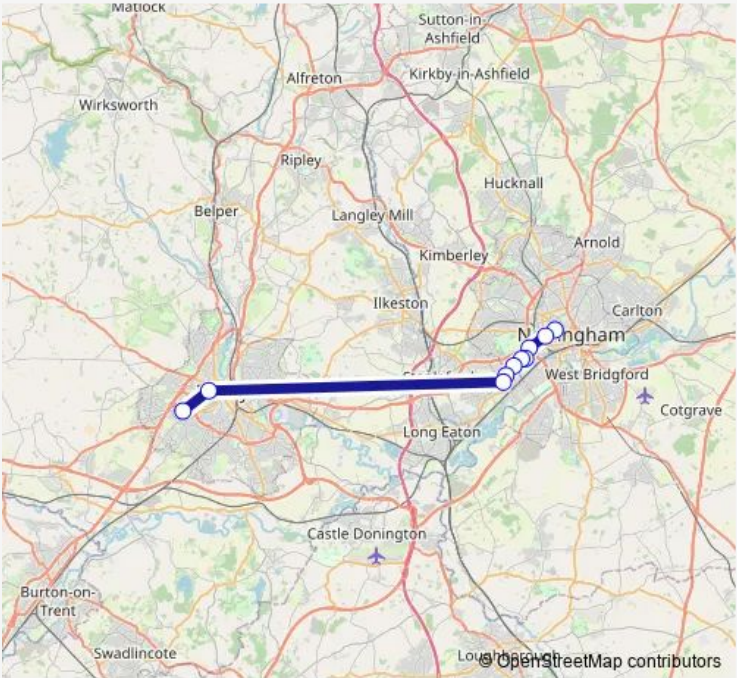 Matlock
Sutton-in-
Ashfield
Alfreton
Kirkby-in-Ashfield
Wirksworth
Ripley
Hucknall
Belper
Langley Mill
Arnold
Kimberley
Ilkeston
Carlton
West Bridgford
Cotgrave
Long Eaton
Castle Donington
Burton-on-
Trent
Swadlincote
© OpenStreetMap contributors